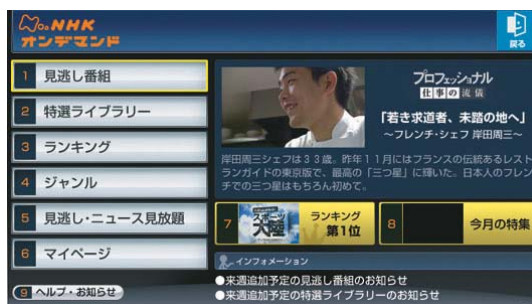 NHK
オンデマンド
戻る
1 見逃し番組
2 特選ライブラリー
3 ランキング
4 ジャンル
5 見逃し・ニュース見放題
6 マイページ
9 ヘルプ・お知らせ
プロフェッショナル
仕事の流儀
「若き求道者、未踏の地へ」
～フレンチ・シェフ 岸田周三～
岸田周三シェフは33歳。昨年11月にはフランスの伝統あるレスト
ランガイドの東京版で、最高の「三つ星」に輝いた。日本人のフレン
チでの三つ星はもちろん初めて。
7
スポーツ
大陸
ランキング
第1位
8 今月の特集
インフォメーション
●来週追加予定の見逃し番組のお知らせ
●来週追加予定の特選ライブラリーのお知らせ